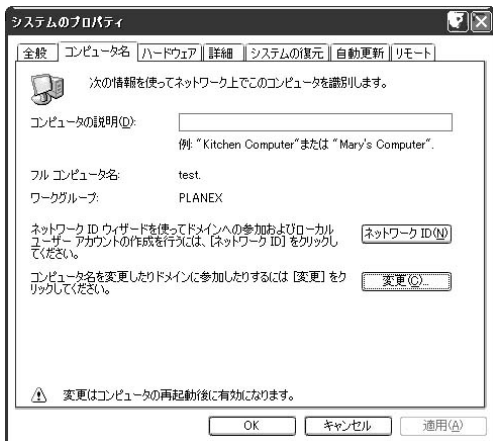 システムのプロパティ
全般 コンピュータ名 ハードウェア 詳細 システムの復元 自動更新 リモート
次の情報を使ってネットワーク上でこのコンピュータを識別します。
コンピュータの説明(D):
例: "Kitchen Computer"または "Mary's Computer".
フル コンピュータ名: test.
ワークグループ: PLANEX
ネットワーク ID ウィザードを使ってドメインへの参加およびローカル
ユーザー アカウントの作成を行うには、[ネットワーク ID] をクリックし
てください。
ネットワーク ID(N)
コンピュータ名を変更したりドメインに参加したりするには [変更] をク
リックしてください。
変更(C)...
変更はコンピュータの再起動後に有効になります。
OK キャンセル 適用(A)